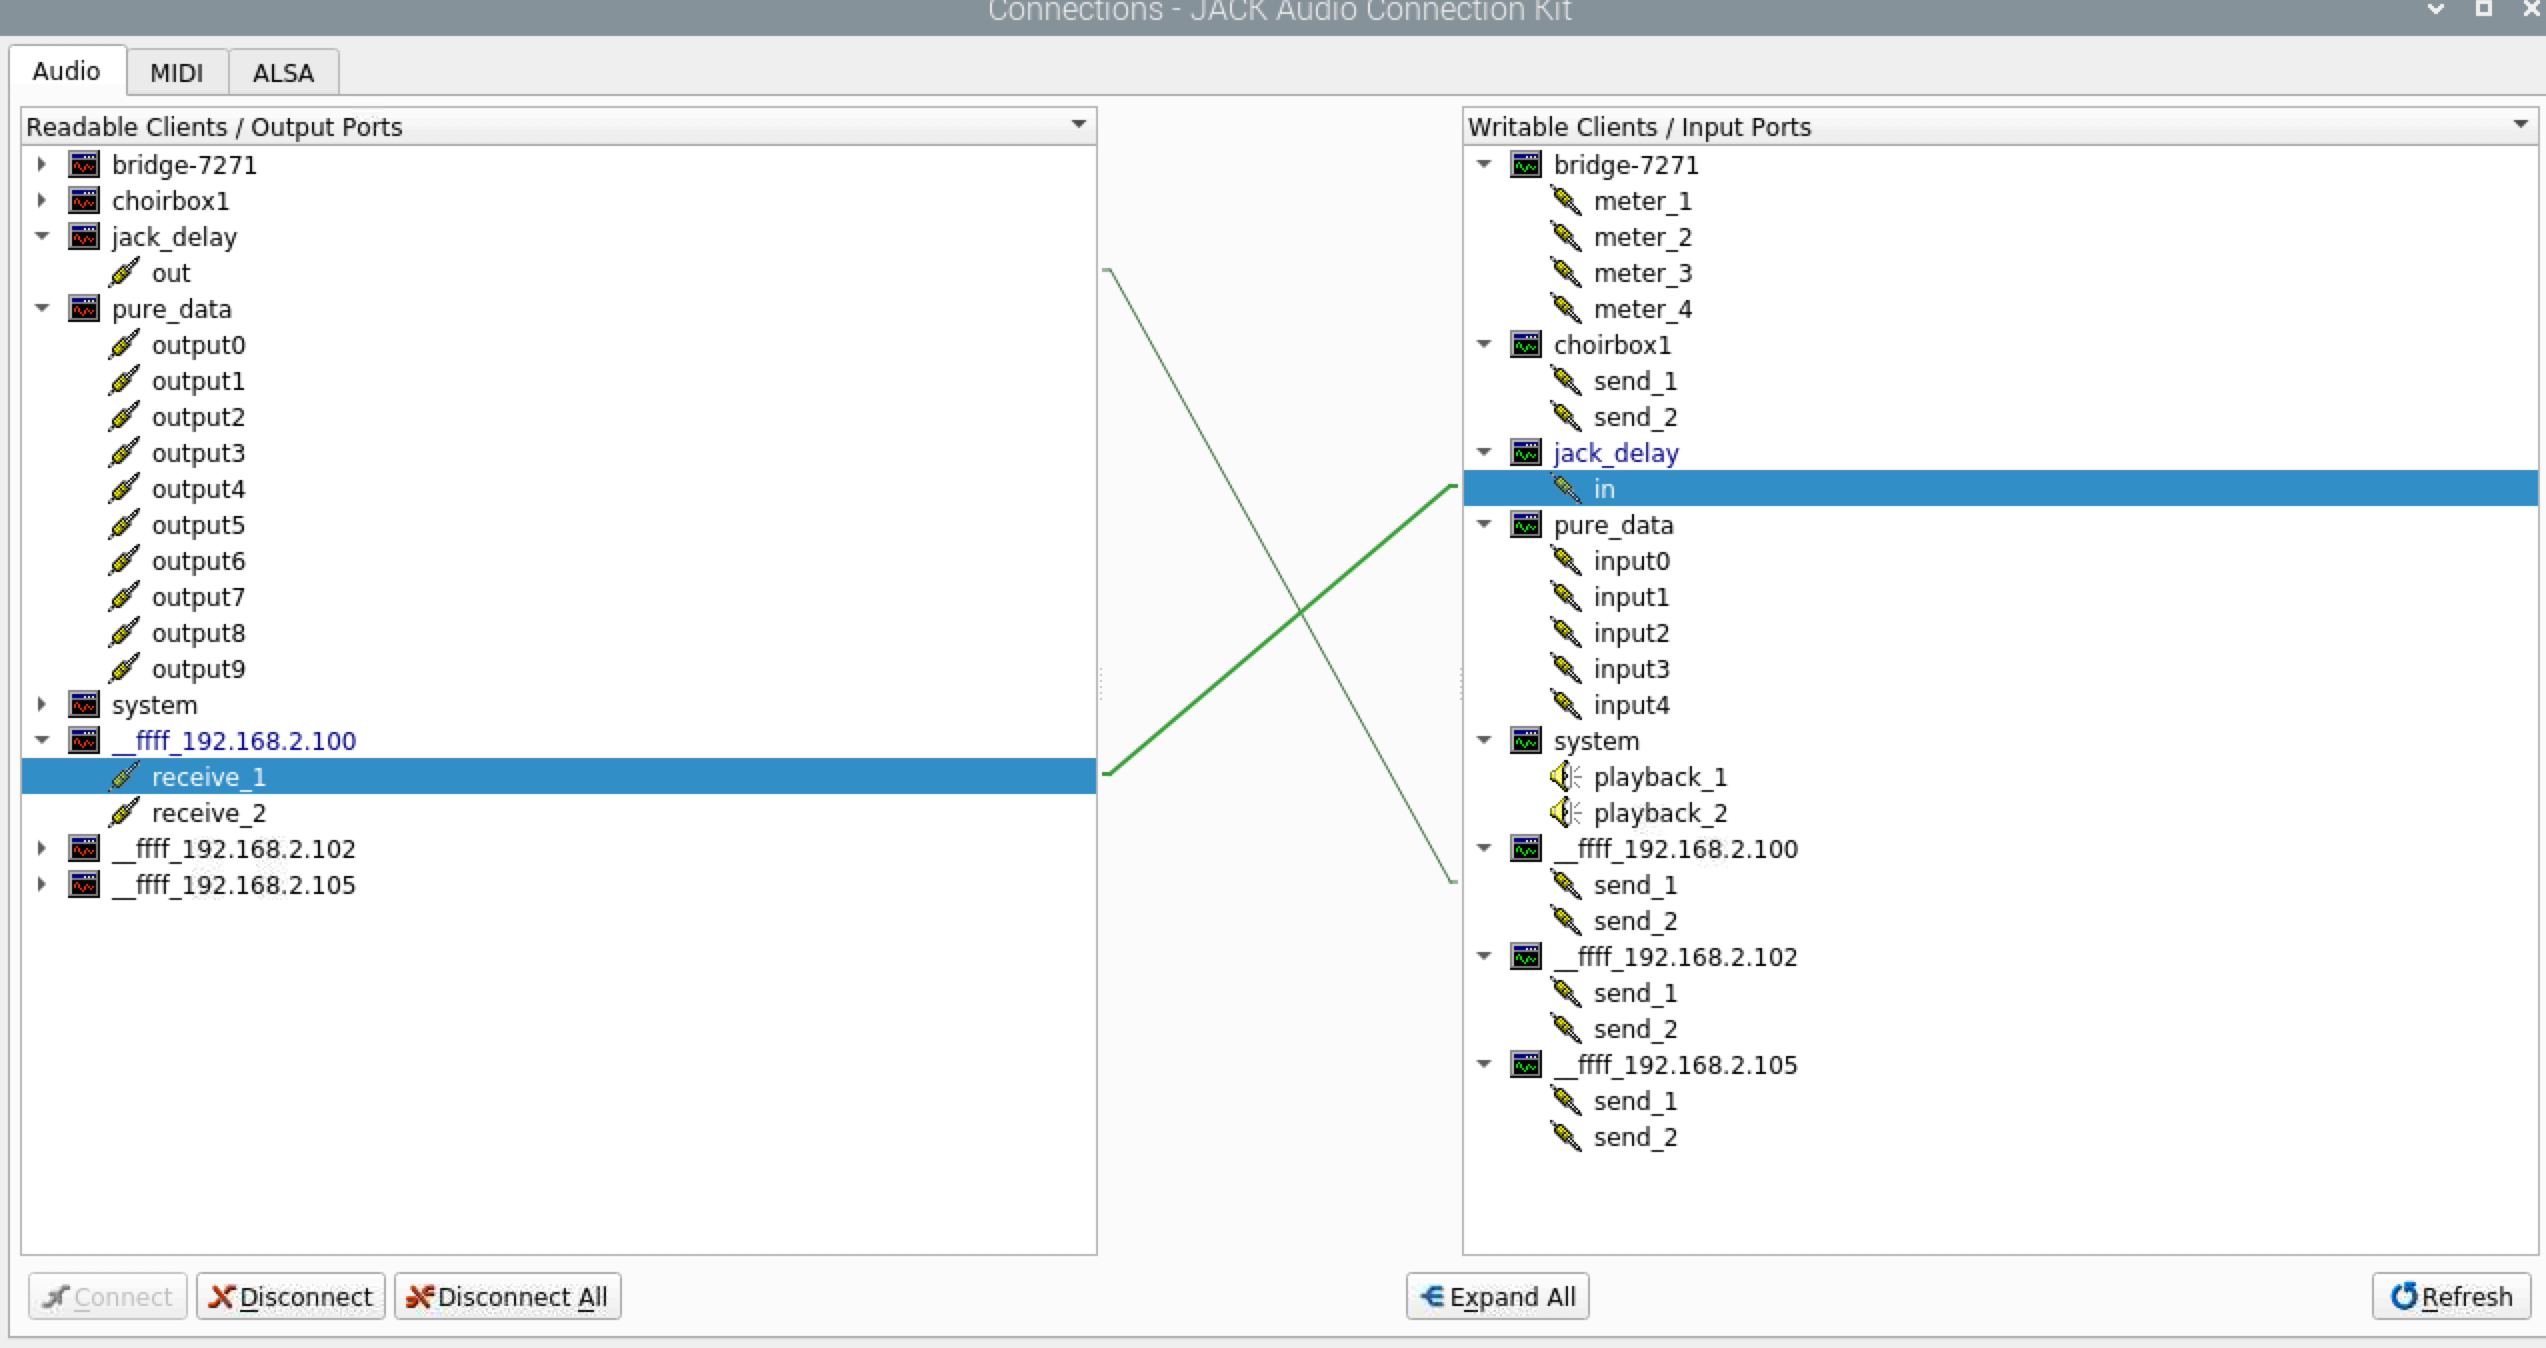 Connections - JACK Audio Connection Kit
Audio
MIDI
ALSA
Readable Clients / Output Ports
bridge-7271
choirbox1
jack_delay
out
pure_data
output0
output1
output2
output3
output4
output5
output6
output7
output8
output9
system
__ffff_192.168.2.100
receive_1
receive_2
__ffff_192.168.2.102
__ffff_192.168.2.105
Writable Clients / Input Ports
bridge-7271
meter_1
meter_2
meter_3
meter_4
choirbox1
send_1
send_2
jack_delay
in
pure_data
input0
input1
input2
input3
input4
system
playback_1
playback_2
__ffff_192.168.2.100
send_1
send_2
__ffff_192.168.2.102
send_1
send_2
__ffff_192.168.2.105
send_1
send_2
Connect
Disconnect
Disconnect All
Expand All
Refresh